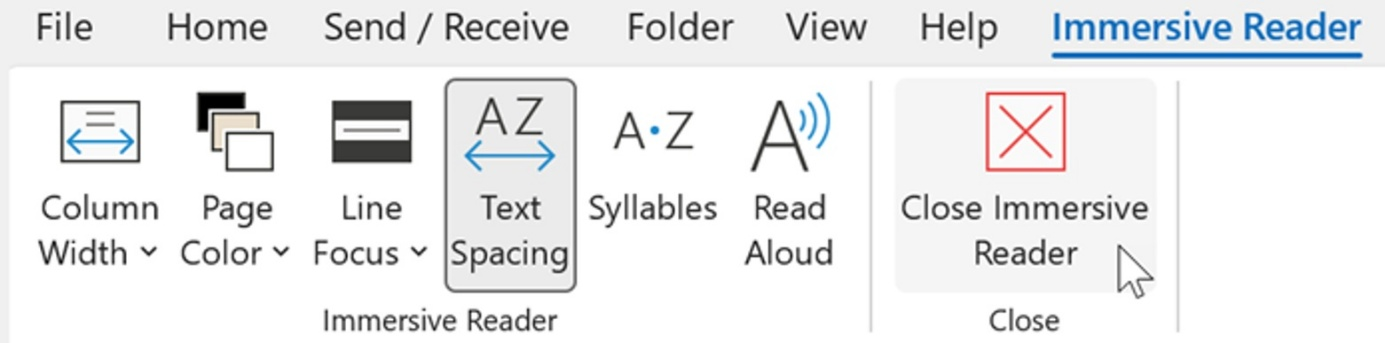 File Home Send / Receive Folder View Help Immersive Reader
AZ A·Z A
Column Page Line Text Syllables Read Close Immersive
Width Color Focus Spacing Aloud Reader
Immersive Reader Close